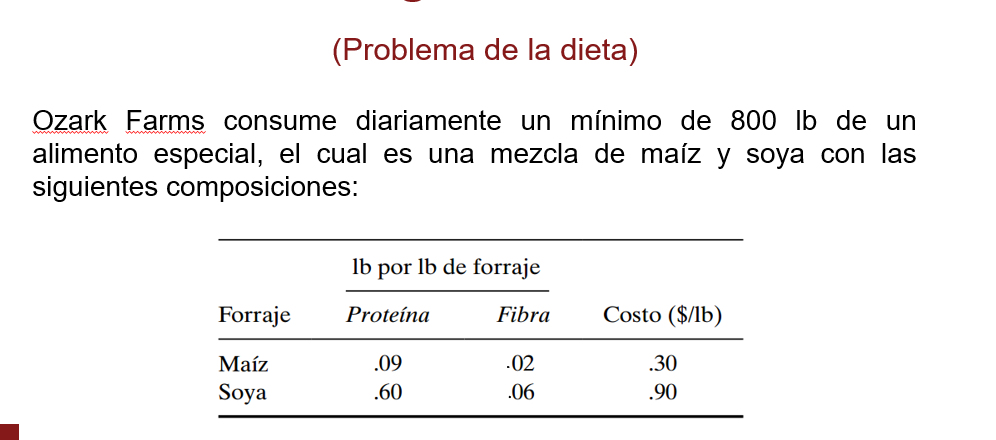 (Problema de la dieta)
Ozark Farms consume diariamente un mínimo de 800 lb de un
alimento especial, el cual es una mezcla de maíz y soya con las
siguientes composiciones:
lb por lb de forraje
Forraje Proteína Fibra Costo ($/lb)
Maíz .09 .02 .30
Soya .60 .06 .90